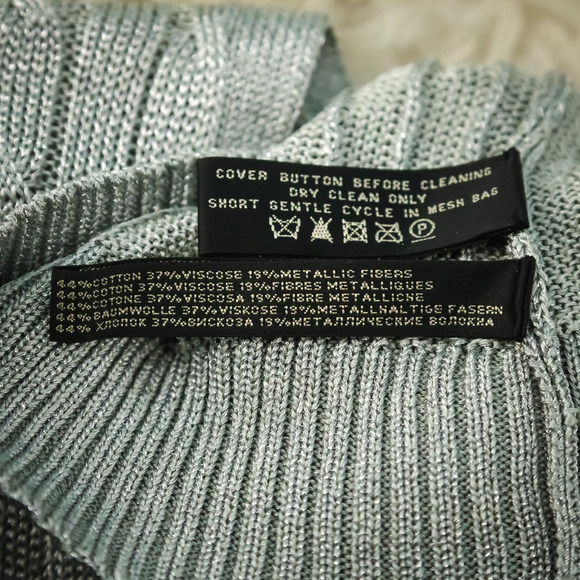 COVER BUTTON BEFORE CLEANING
DRY CLEAN ONLY
SHORT GENTLE CYCLE IN MESH BAG
P
44%COTTON 37%VISCOSE 19%METALLIC FIBERS
44%COTON 37%VISCOSE 19%FIBRES METALLIQUES
44%COTONE 37%VISCOSA 19%FIBRE METALLICHE
44%BAUMWOLLE 37%VISKOSE 19%METALLHALTIGE FASERN
44% ХЛОПОК 37%ВИСКОЗА 19%МЕТАЛЛИЧЕСКИЕ ВОЛОКНА